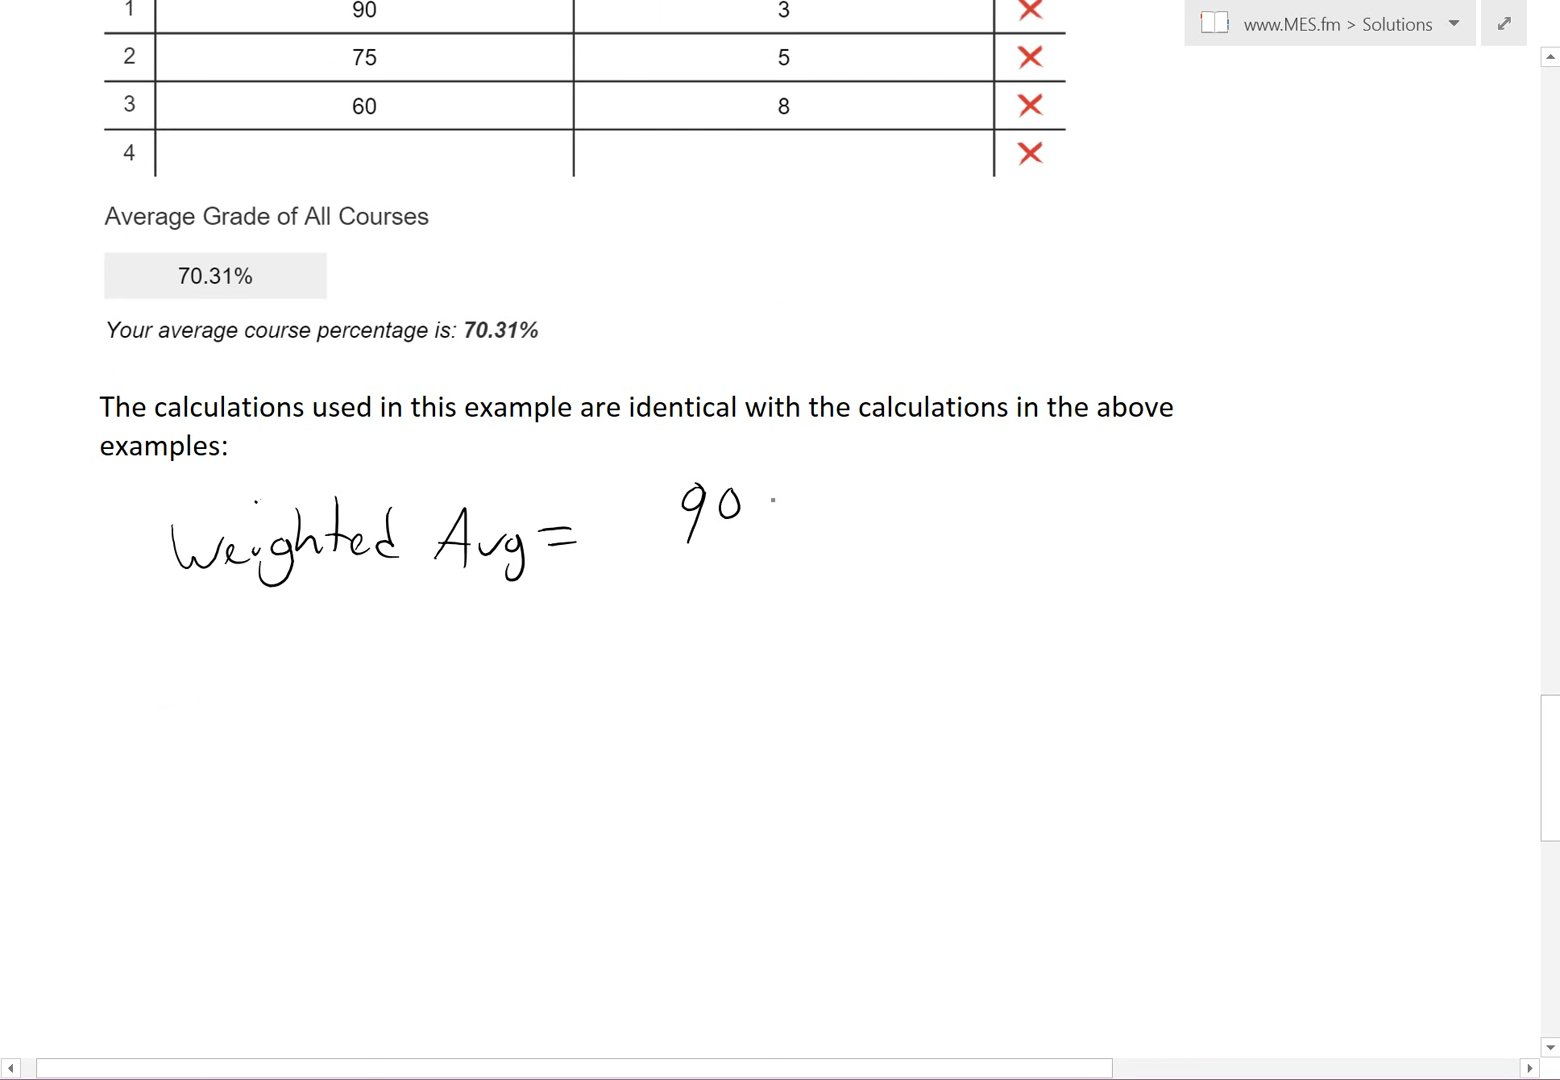 www.MES.fm > Solutions
1 90 3
2 75 5
3 60 8
4
Average Grade of All Courses
70.31%
Your average course percentage is: 70.31%
The calculations used in this example are identical with the calculations in the above
examples:
Weighted Avg = 90